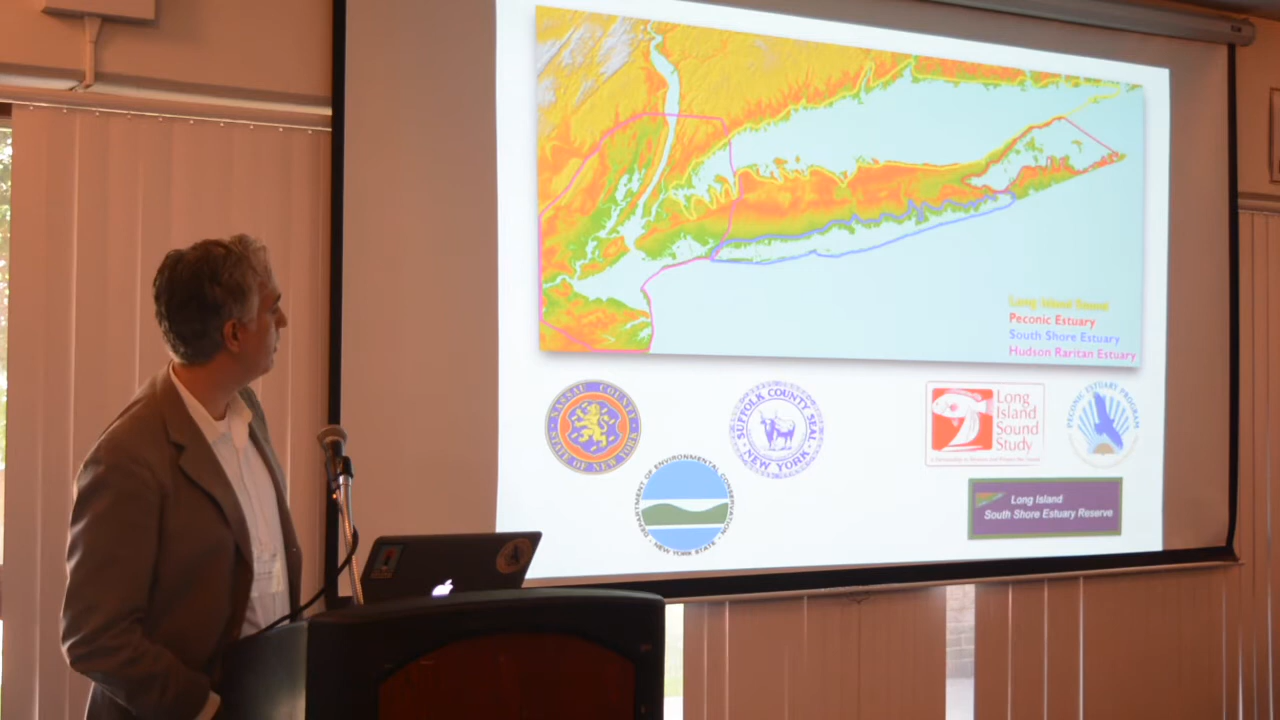 Long Island Sound
Peconic Estuary
South Shore Estuary
Hudson Raritan Estuary
NASSAU COUNTY
STATE OF NEW YORK
SUFFOLK COUNTY SEAL
NEW YORK
DEPARTMENT OF ENVIRONMENTAL CONSERVATION
NEW YORK STATE
Long
Island
Sound
Study
PECONIC ESTUARY PROGRAM
Long Island
South Shore Estuary Reserve